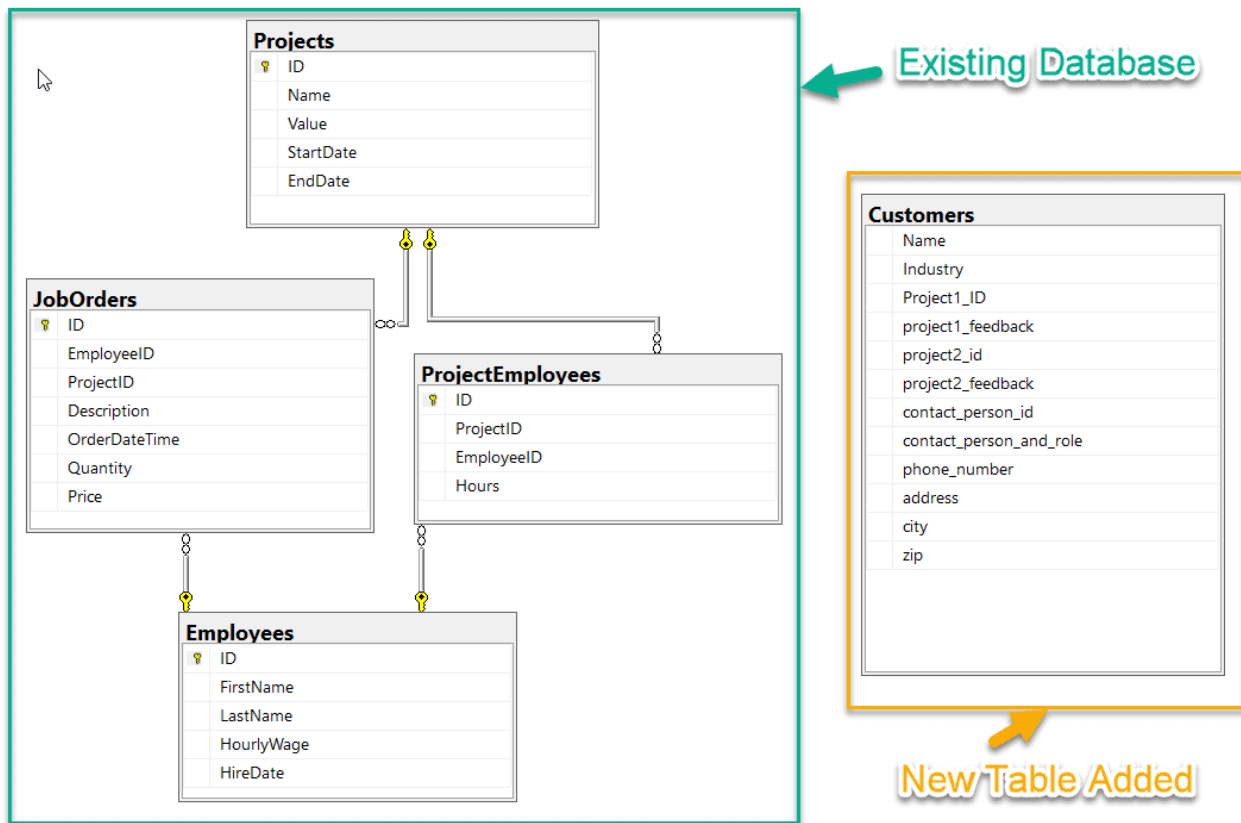 Projects
ID
Name
Value
StartDate
EndDate
Existing Database
JobOrders
ID
EmployeeID
ProjectID
Description
OrderDateTime
Quantity
Price
ProjectEmployees
ID
ProjectID
EmployeeID
Hours
Employees
ID
FirstName
LastName
HourlyWage
HireDate
Customers
Name
Industry
Project1_ID
project1_feedback
project2_id
project2_feedback
contact_person_id
contact_person_and_role
phone_number
address
city
zip
New Table Added